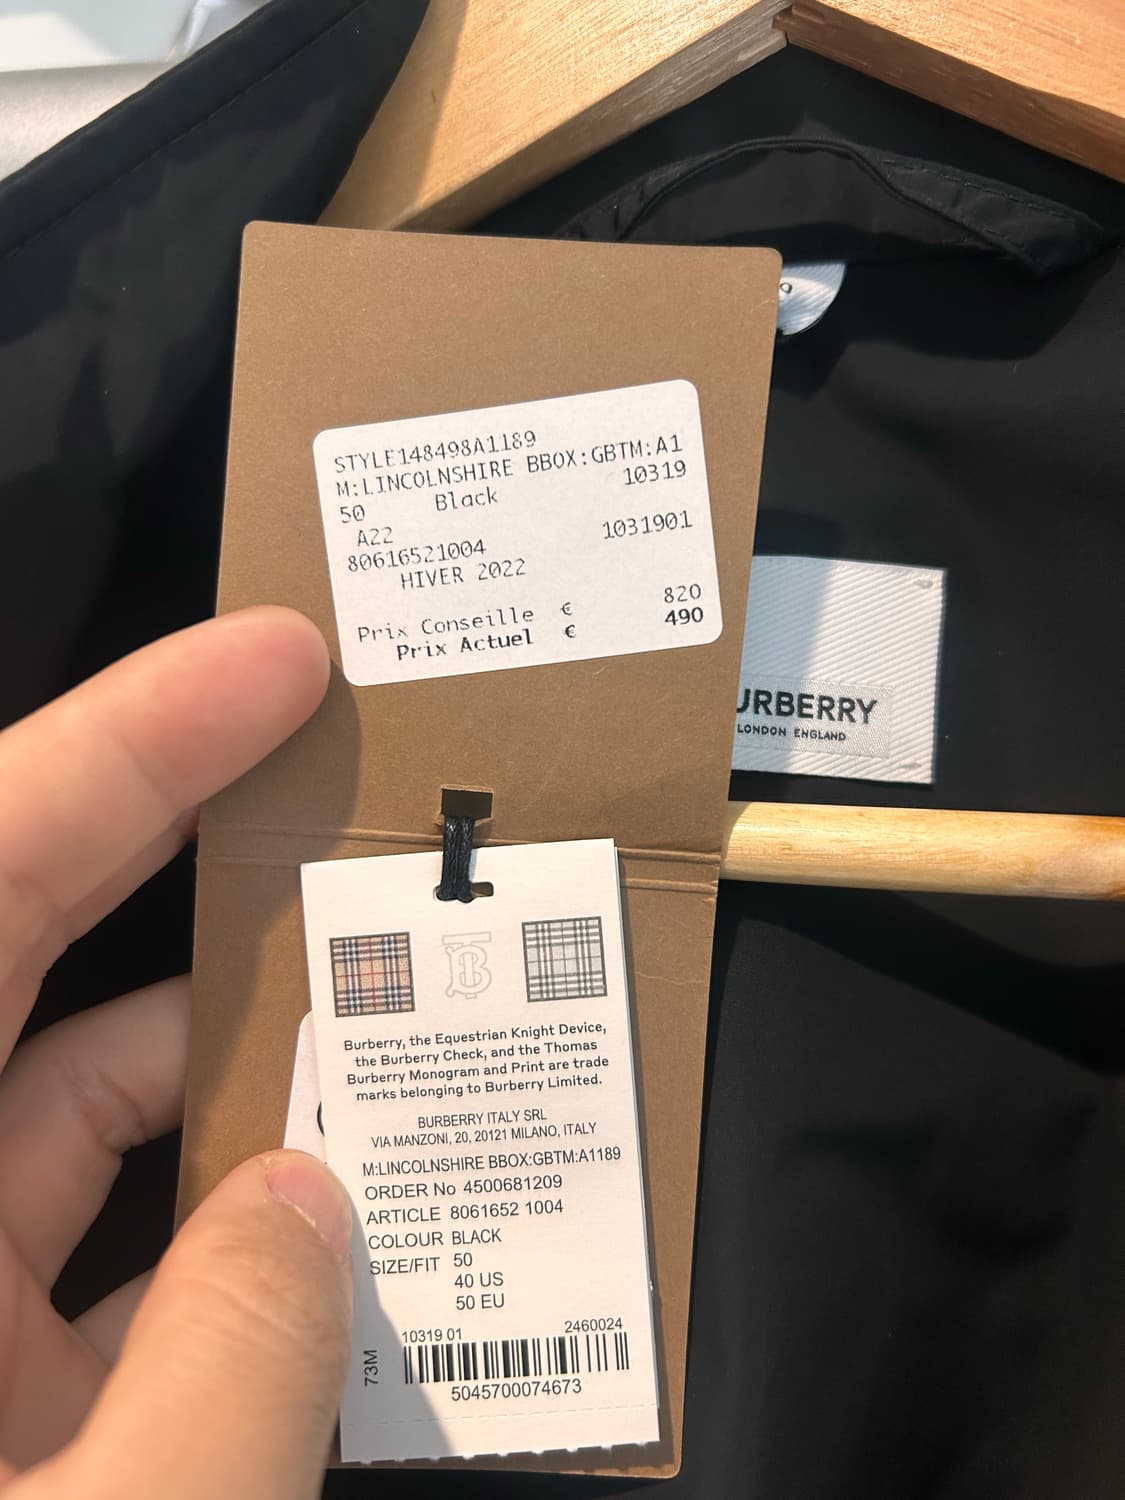 STYLE148498A1189
M:LINCOLNSHIRE BBOX:GBTM:A1
50 Black 10319
A22
80616521004 1031901
HIVER 2022
Prix Conseille € 820
Prix Actuel € 490
URBERRY
LONDON ENGLAND
Burberry, the Equestrian Knight Device,
the Burberry Check, and the Thomas
Burberry Monogram and Print are trade
marks belonging to Burberry Limited.
BURBERRY ITALY SRL
VIA MANZONI, 20, 20121 MILANO, ITALY
M:LINCOLNSHIRE BBOX:GBTM:A1189
ORDER No 4500681209
ARTICLE 8061652 1004
COLOUR BLACK
SIZE/FIT 50
40 US
50 EU
10319 01 2460024
73M
5045700074673